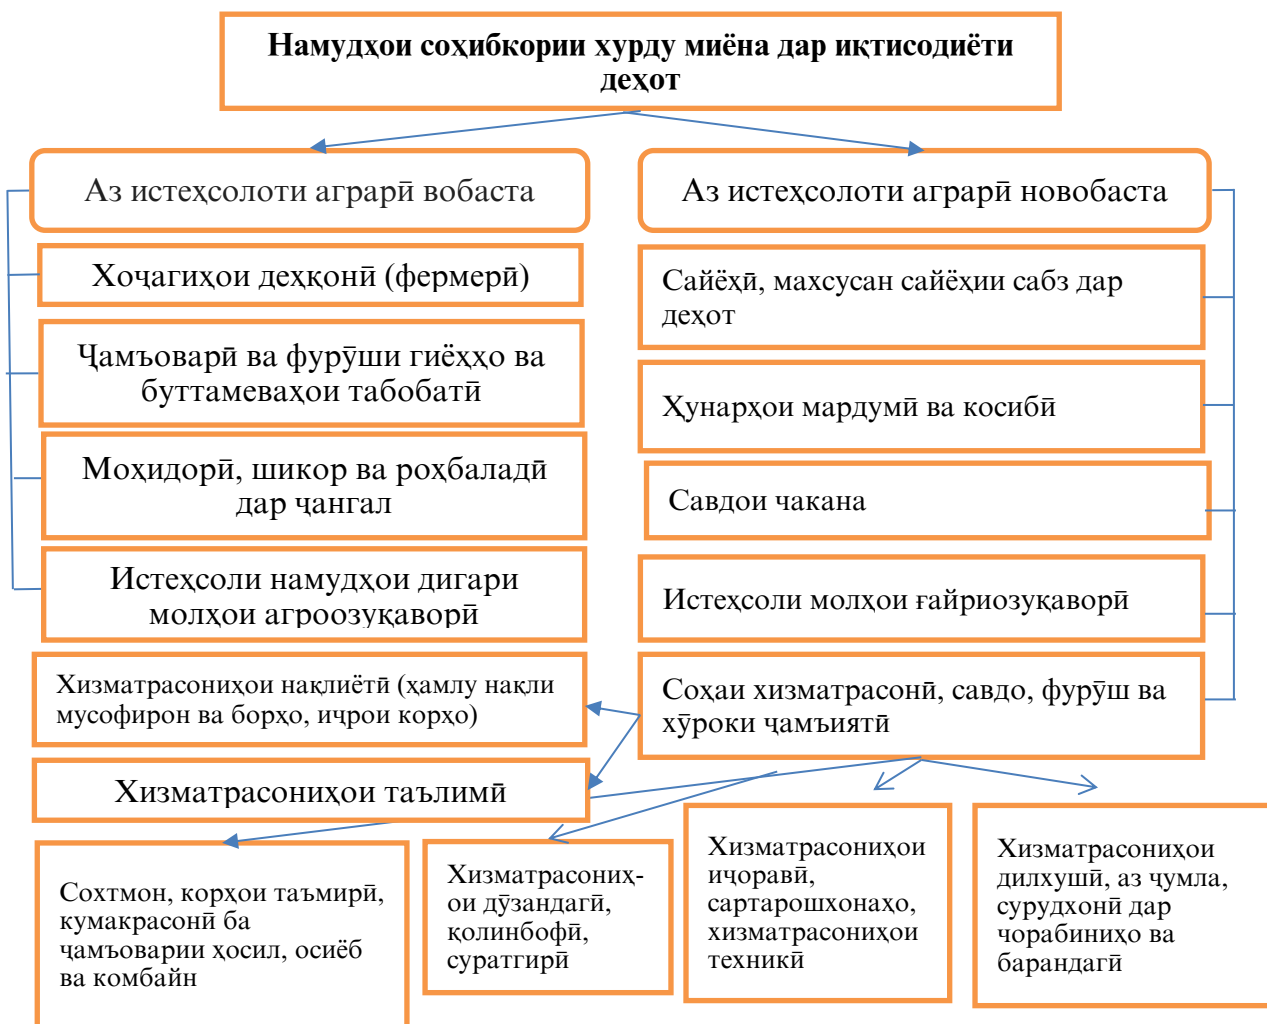 Намудҳои соҳибкории хурду миёна дар иқтисодиёти
деҳот
Аз истеҳсолоти аграрӣ вобаста
Хоҷагиҳои деҳқонӣ (фермерӣ)
Ҷамъоварӣ ва фурӯши гиёҳҳо ва
буттамеваҳои табобатӣ
Моҳидорӣ, шикор ва роҳбаладӣ
дар ҷангал
Истеҳсоли намудҳои дигари
молҳои агроозуқаворӣ
Аз истеҳсолоти аграрӣ новобаста
Сайёҳӣ, махсусан сайёҳии сабз дар
деҳот
Ҳунарҳои мардумӣ ва косибӣ
Савдои чакана
Истеҳсоли молҳои ғайриозуқаворӣ
Соҳаи хизматрасонӣ, савдо, фурӯш ва
хӯроки ҷамъиятӣ
Хизматрасониҳои нақлиётӣ (ҳамлу нақли
мусофирон ва борҳо, иҷрои корҳо)
Хизматрасониҳои таълимӣ
Сохтмон, корҳои таъмирӣ,
кумакрасонӣ ба
ҷамъоварии ҳосил, осиёб
ва комбайн
Хизматрасониҳ-
ои дӯзандагӣ,
қолинбофӣ,
суратгирӣ
Хизматрасониҳои
иҷоравӣ,
сартарошхонаҳо,
хизматрасониҳои
техникӣ
Хизматрасониҳои
дилхушӣ, аз ҷумла,
сурудхонӣ дар
чорабиниҳо ва
барандагӣ